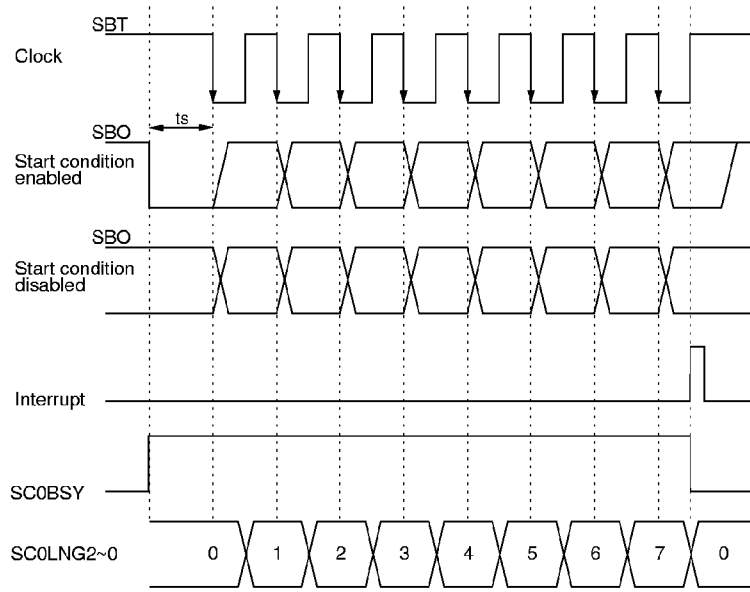 SBT
Clock
ts
SBO
Start condition
enabled
SBO
Start condition
disabled
Interrupt
SC0BSY
SC0LNG2~0
0 1 2 3 4 5 6 7 0